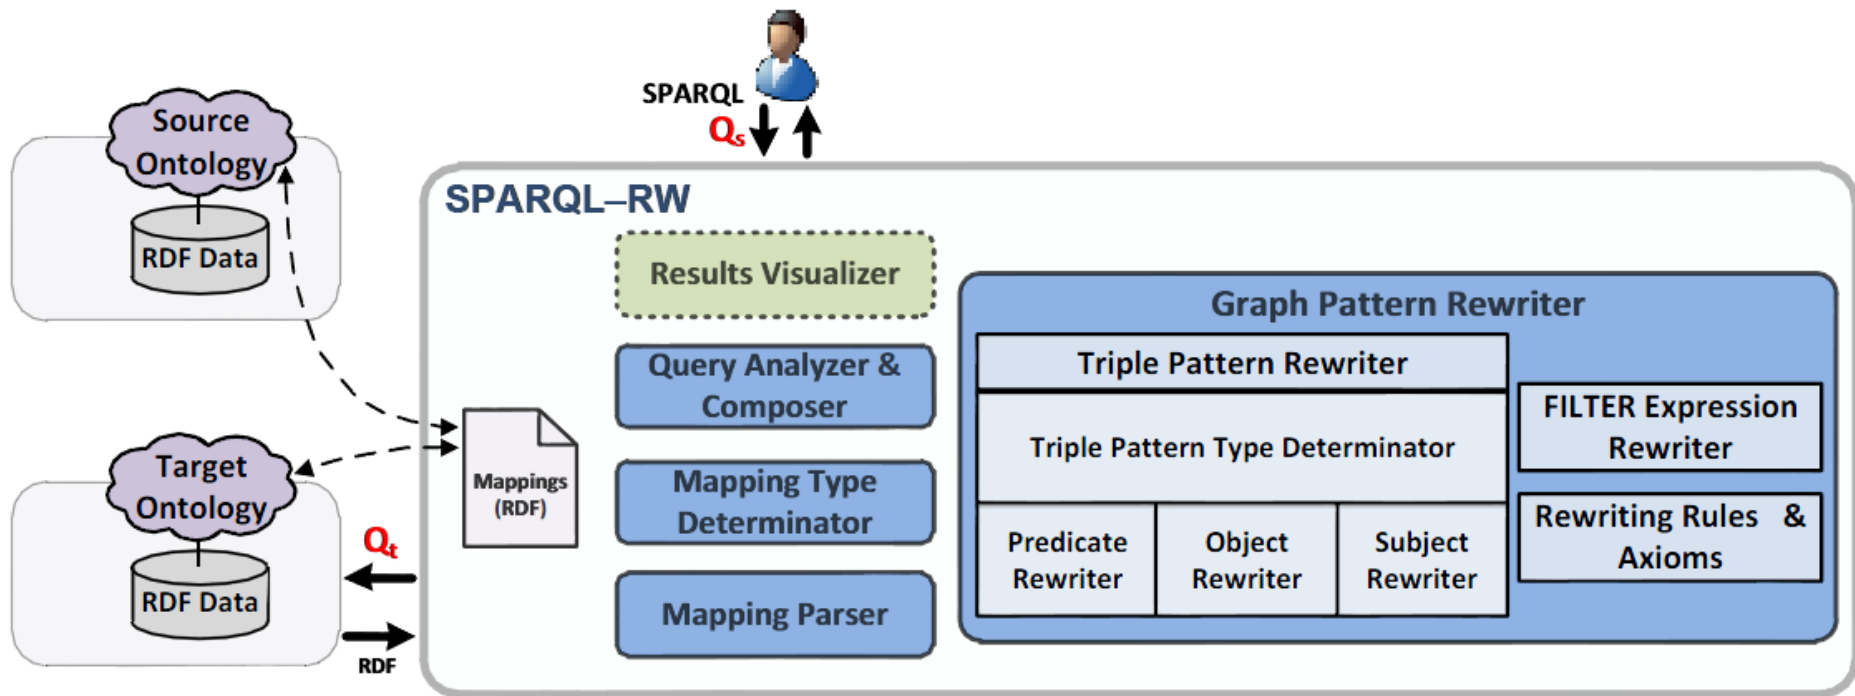 SPARQL
Qs
Source
Ontology
RDF Data
SPARQL–RW
Results Visualizer
Query Analyzer &
Composer
Mapping Type
Determinator
Mapping Parser
Mappings
(RDF)
Target
Ontology
RDF Data
Qt
RDF
Graph Pattern Rewriter
Triple Pattern Rewriter
Triple Pattern Type Determinator
Predicate
Rewriter
Object
Rewriter
Subject
Rewriter
FILTER Expression
Rewriter
Rewriting Rules &
Axioms